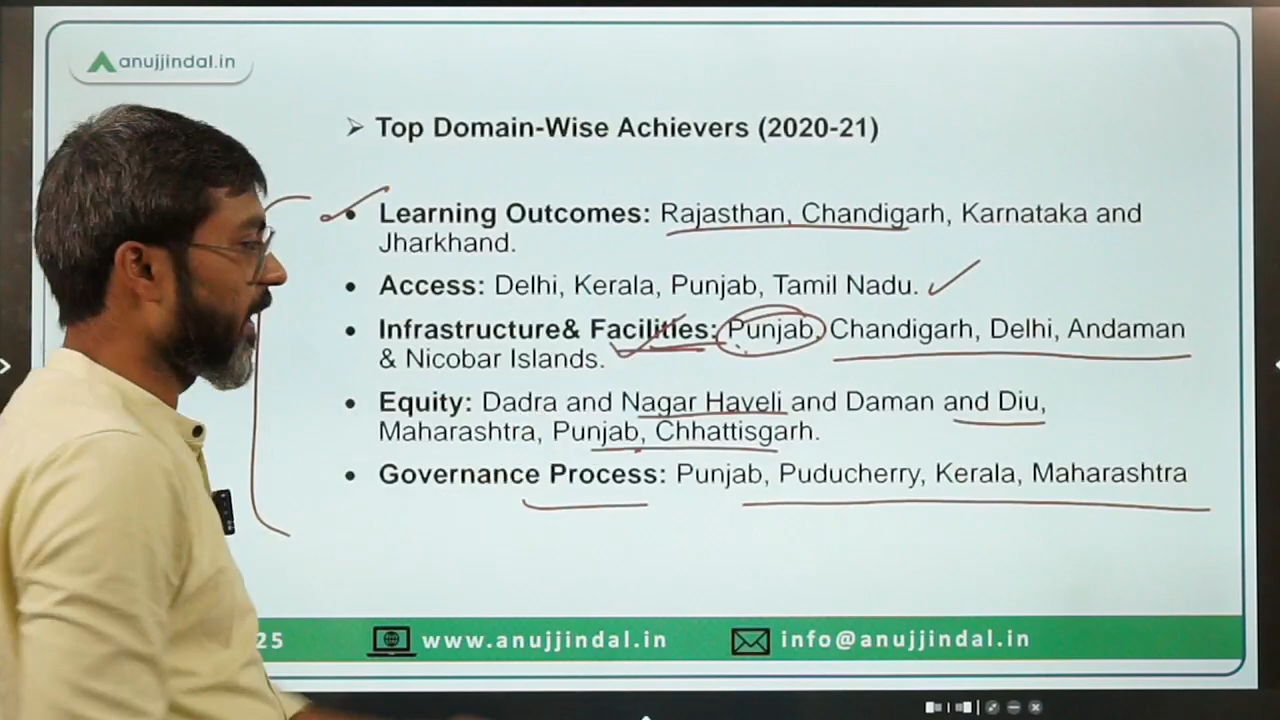 anujjindal.in
➢ Top Domain-Wise Achievers (2020-21)
• Learning Outcomes: Rajasthan, Chandigarh, Karnataka and
Jharkhand.
• Access: Delhi, Kerala, Punjab, Tamil Nadu.
• Infrastructure& Facilities: Punjab, Chandigarh, Delhi, Andaman
& Nicobar Islands.
• Equity: Dadra and Nagar Haveli and Daman and Diu,
Maharashtra, Punjab, Chhattisgarh.
• Governance Process: Punjab, Puducherry, Kerala, Maharashtra
25 www.anujjindal.in info@anujjindal.in